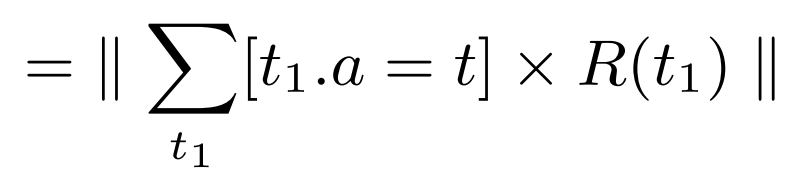 = ∥ ∑_{t_1} [t_1.a = t] × R(t_1) ∥